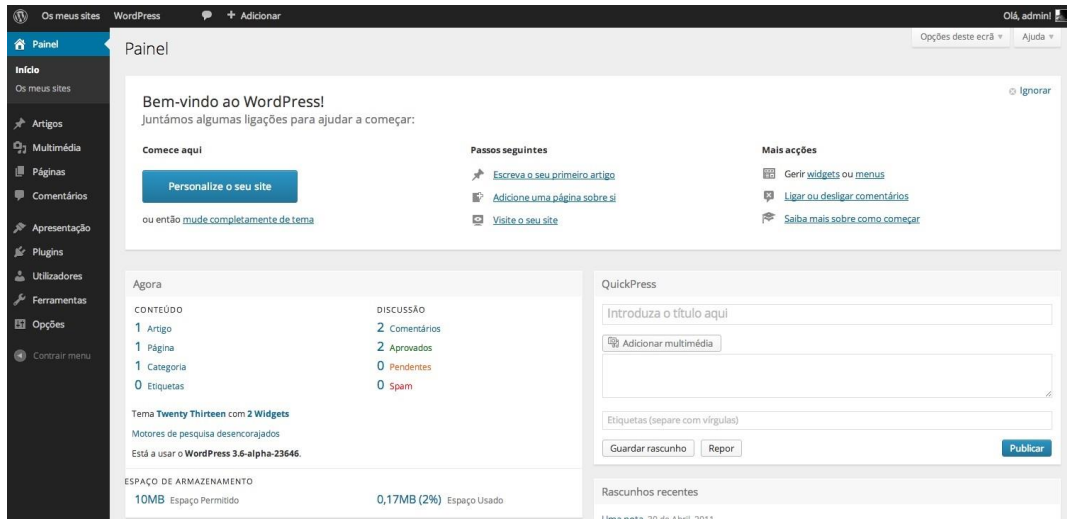 Os meus sites WordPress + Adicionar Olá, admin!
Painel
Início
Os meus sites
Artigos
Multimédia
Páginas
Comentários
Apresentação
Plugins
Utilizadores
Ferramentas
Opções
Contrair menu
Painel
Opções deste ecrã Ajuda
Bem-vindo ao WordPress!
Ignorar
Juntámos algumas ligações para ajudar a começar:
Comece aqui
Personalize o seu site
ou então mude completamente de tema
Passos seguintes
Escreva o seu primeiro artigo
Adicione uma página sobre si
Visite o seu site
Mais acções
Gerir widgets ou menus
Ligar ou desligar comentários
Saiba mais sobre como começar
Agora
CONTEÚDO
1 Artigo
1 Página
1 Categoria
0 Etiquetas
DISCUSSÃO
2 Comentários
2 Aprovados
0 Pendentes
0 Spam
Tema Twenty Thirteen com 2 Widgets
Motores de pesquisa desencorajados
Está a usar o WordPress 3.6-alpha-23646.
ESPAÇO DE ARMAZENAMENTO
10MB Espaço Permitido 0,17MB (2%) Espaço Usado
QuickPress
Introduza o título aqui
Adicionar multimédia
Etiquetas (separe com vírgulas)
Guardar rascunho Repor Publicar
Rascunhos recentes
Uma nota 20 de Abril, 2011